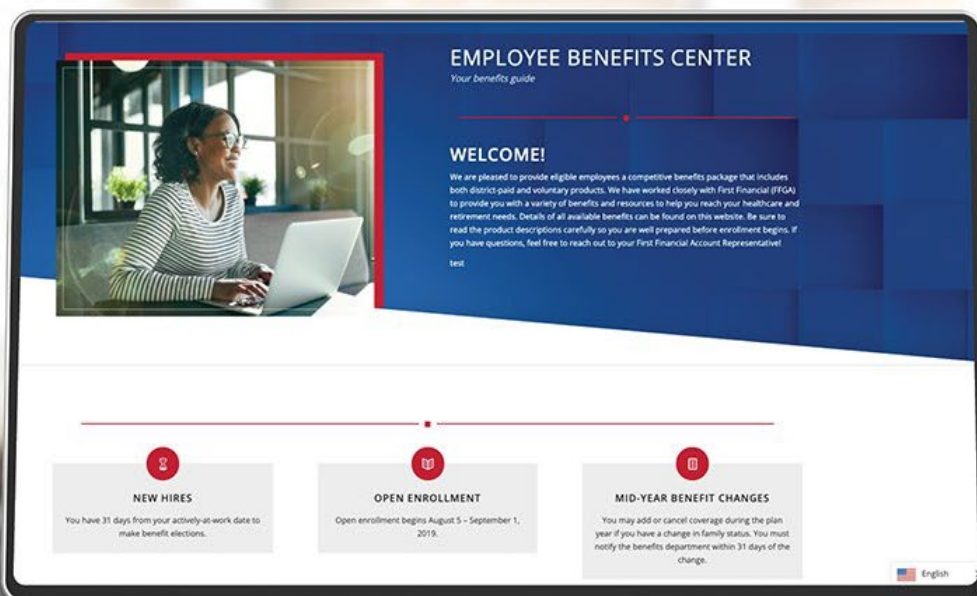 EMPLOYEE BENEFITS CENTER
Your benefits guide
WELCOME!
We are pleased to provide eligible employees a competitive benefits package that includes
both district-paid and voluntary products. We have worked closely with First Financial (FFGA)
to provide you with a variety of benefits and resources to help you reach your healthcare and
retirement needs. Details of all available benefits can be found on this website. Be sure to
read the product descriptions carefully so you are well prepared before enrollment begins. If
you have questions, feel free to reach out to your First Financial Account Representative!
test
NEW HIRES
You have 31 days from your actively-at-work date to
make benefit elections.
OPEN ENROLLMENT
Open enrollment begins August 5 – September 1,
2019.
MID-YEAR BENEFIT CHANGES
You may add or cancel coverage during the plan
year if you have a change in family status. You must
notify the benefits department within 31 days of the
change.
English